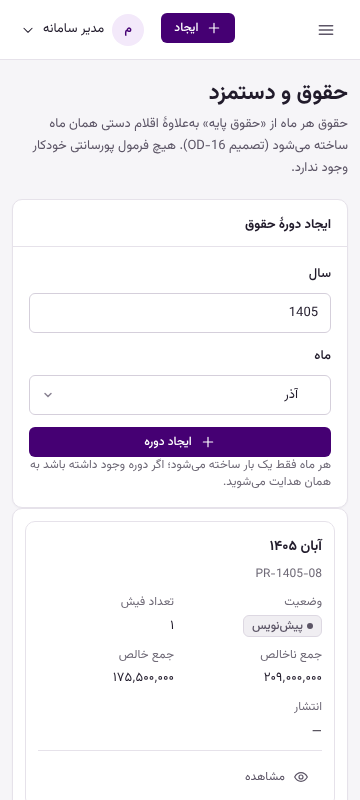 ایجاد
م
مدیر سامانه
حقوق و دستمزد
حقوق هر ماه از «حقوق پایه» به‌علاوهٔ اقلام دستی همان ماه
ساخته می‌شود (تصمیم OD-16). هیچ فرمول پورسانتی خودکار
وجود ندارد.
ایجاد دورهٔ حقوق
سال
1405
ماه
آذر
ایجاد دوره
هر ماه فقط یک بار ساخته می‌شود؛ اگر دوره وجود داشته باشد به
همان هدایت می‌شوید.
آبان ۱۴۰۵
PR-1405-08
وضعیت
تعداد فیش
پیش‌نویس
۱
جمع ناخالص
جمع خالص
۲۰۹,۰۰۰,۰۰۰
۱۷۵,۵۰۰,۰۰۰
انتشار
—
مشاهده